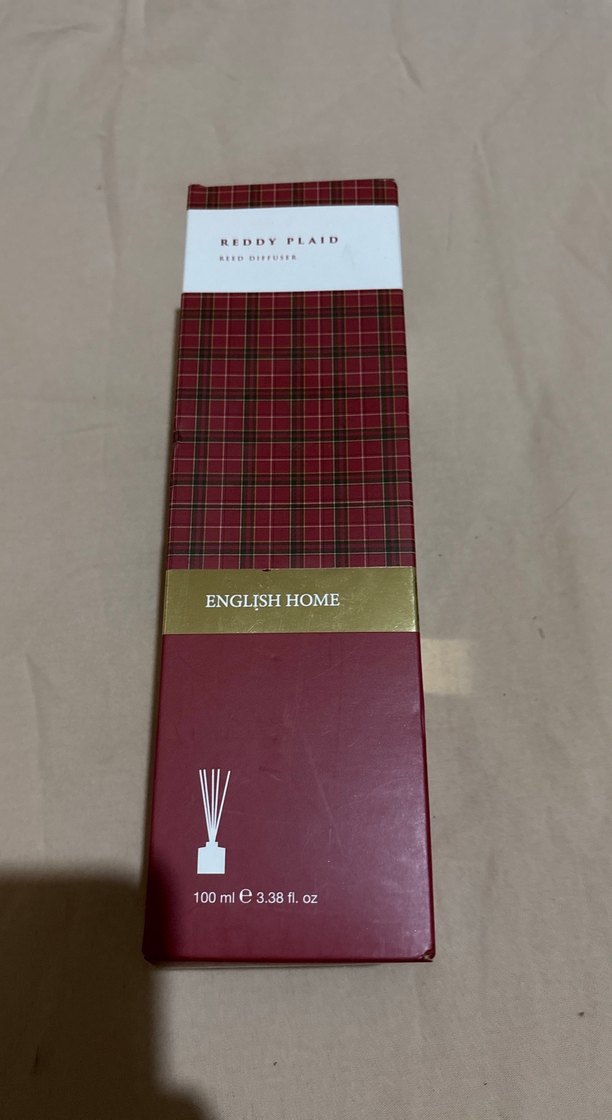 REDDY PLAID
REED DIFFUSER
ENGLISH HOME
100 ml ℮ 3.38 fl. oz